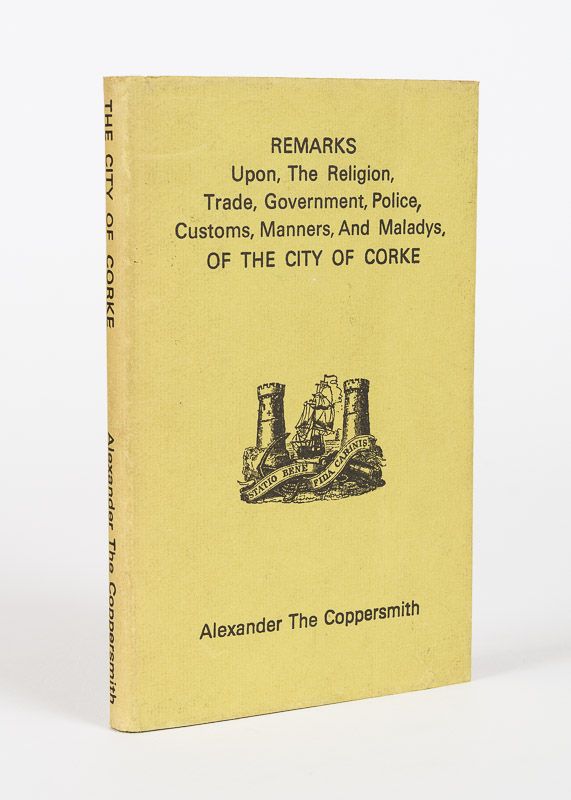 THE CITY OF CORKE Alexander The Coppersmith
REMARKS
Upon, The Religion,
Trade, Government, Police,
Customs, Manners, And Maladys,
OF THE CITY OF CORKE
STATIO BENE FIDA CARINIS
Alexander The Coppersmith